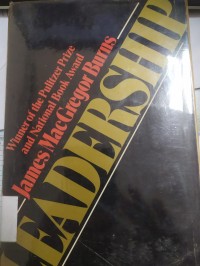 Winner of the Pulitzer Prize
and National Book Award
James MacGregor Burns
LEADERSHIP